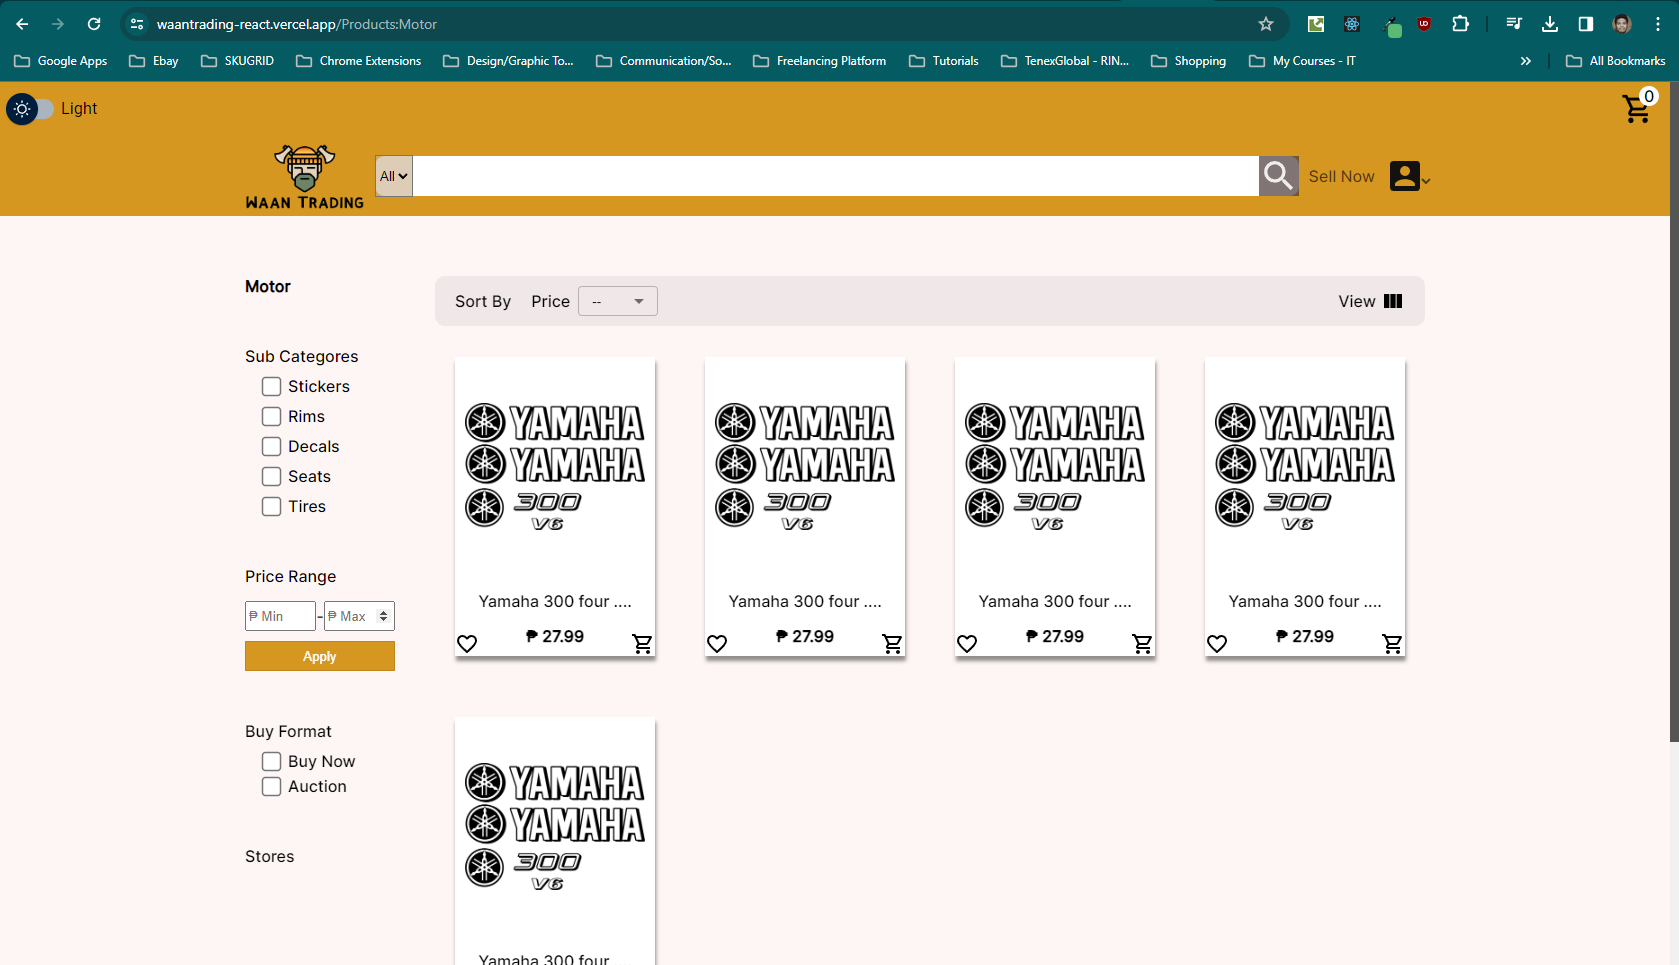 waantrading-react.vercel.app/Products:Motor
Google Apps
Ebay
SKUGRID
Chrome Extensions
Design/Graphic To...
Communication/So...
Freelancing Platform
Tutorials
TenexGlobal - RIN...
Shopping
My Courses - IT
»
All Bookmarks
Light
0
WAAN TRADING
All
Sell Now
Motor
Sort By Price --
View
Sub Categores
Stickers
Rims
Decals
Seats
Tires
Price Range
₱ Min - ₱ Max
Apply
Buy Format
Buy Now
Auction
Stores
YAMAHA
YAMAHA
300
V6
Yamaha 300 four ....
₱ 27.99
YAMAHA
YAMAHA
300
V6
Yamaha 300 four ....
₱ 27.99
YAMAHA
YAMAHA
300
V6
Yamaha 300 four ....
₱ 27.99
YAMAHA
YAMAHA
300
V6
Yamaha 300 four ....
₱ 27.99
YAMAHA
YAMAHA
300
V6
Yamaha 300 four ....